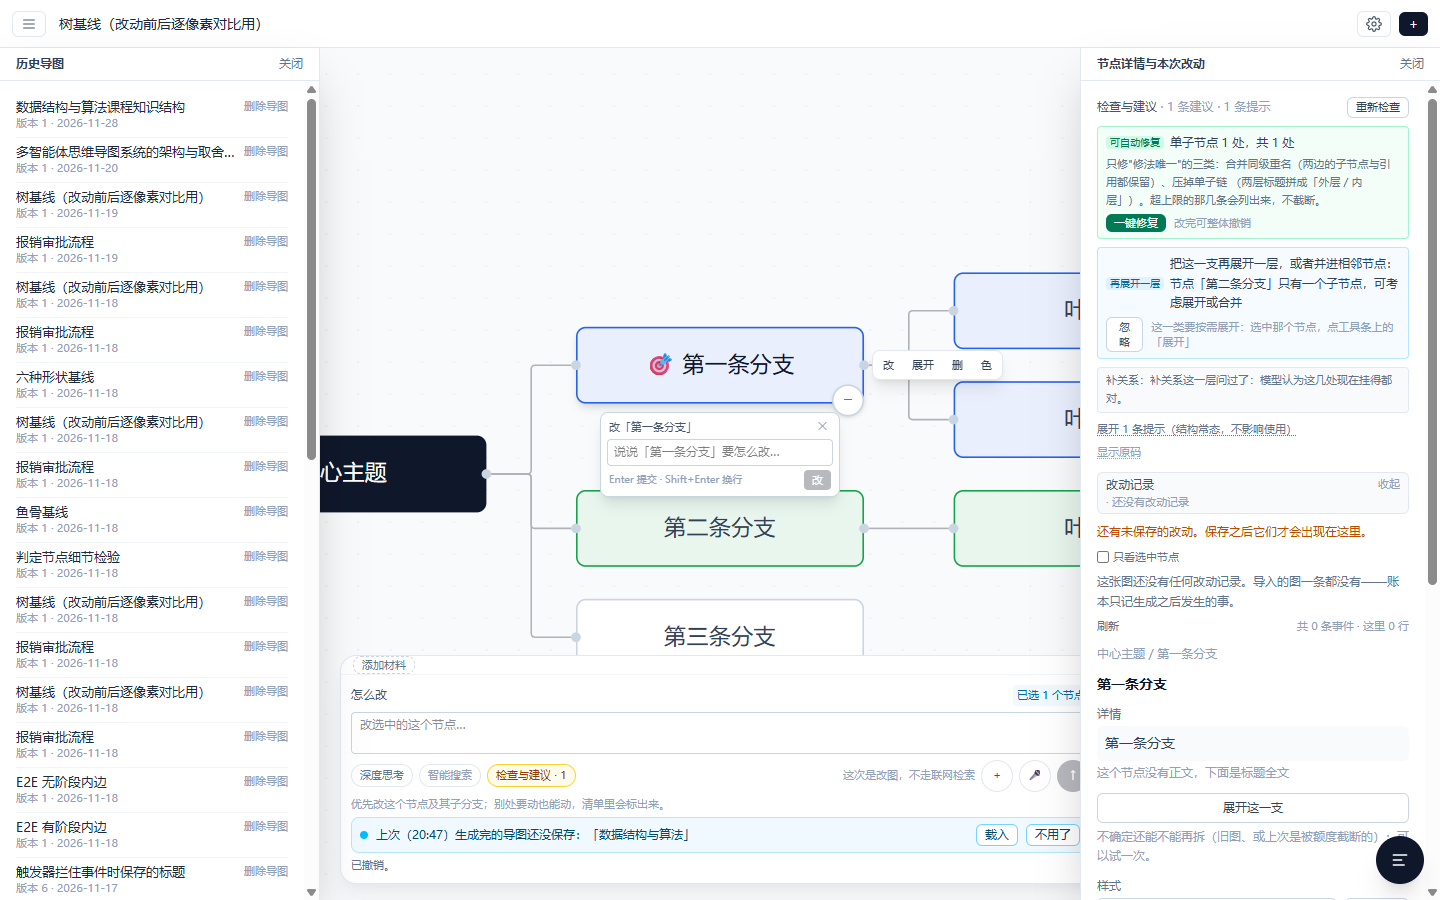 树基线（改动前后逐像素对比用）
+
历史导图
关闭
数据结构与算法课程知识结构
删除导图
版本 1 · 2026-11-28
多智能体思维导图系统的架构与取舍...
删除导图
版本 1 · 2026-11-20
树基线（改动前后逐像素对比用）
删除导图
版本 1 · 2026-11-19
报销审批流程
删除导图
版本 1 · 2026-11-19
树基线（改动前后逐像素对比用）
删除导图
版本 1 · 2026-11-18
报销审批流程
删除导图
版本 1 · 2026-11-18
六种形状基线
删除导图
版本 1 · 2026-11-18
树基线（改动前后逐像素对比用）
删除导图
版本 1 · 2026-11-18
报销审批流程
删除导图
版本 1 · 2026-11-18
鱼骨基线
删除导图
版本 1 · 2026-11-18
判定节点细节检验
删除导图
版本 1 · 2026-11-18
树基线（改动前后逐像素对比用）
删除导图
版本 1 · 2026-11-18
报销审批流程
删除导图
版本 1 · 2026-11-18
树基线（改动前后逐像素对比用）
删除导图
版本 1 · 2026-11-18
报销审批流程
删除导图
版本 1 · 2026-11-18
E2E 无阶段内边
删除导图
版本 1 · 2026-11-18
E2E 有阶段内边
删除导图
版本 1 · 2026-11-18
触发器拦住事件时保存的标题
删除导图
版本 6 · 2026-11-17
心主题
第一条分支
改 展开 删 色
改「第一条分支」
说说「第一条分支」要怎么改...
Enter 提交 · Shift+Enter 换行
改
第二条分支
第三条分支
叶
叶
叶
添加材料
怎么改
已选 1 个节点
改选中的这个节点...
深度思考
智能搜索
检查与建议 · 1
这次是改图，不走联网检索
+
优先改这个节点及其子分支；别处要动也能动，清单里会标出来。
上次（20:47）生成完的导图还没保存：「数据结构与算法」
载入
不用了
已撤销。
节点详情与本次改动
关闭
检查与建议 · 1 条建议 · 1 条提示
重新检查
可自动修复 单子节点 1 处，共 1 处
只修"修法唯一"的三类：合并同级重名（两边的子节点与引
用都保留）、压掉单子链 （两层标题拼成「外层 / 内
层」）。超上限的那几条会列出来，不截断。
一键修复
改完可整体撤销
再展开一层
把这一支再展开一层，或者并进相邻节点：
节点「第二条分支」只有一个子节点，可考
虑展开或合并
忽
略
这一类要按需展开：选中那个节点，点工具条上的
「展开」
补关系：补关系这一层问过了：模型认为这几处现在挂得都
对。
展开 1 条提示（结构常态，不影响使用）
显示原码
改动记录
收起
· 还没有改动记录
还有未保存的改动。保存之后它们才会出现在这里。
只看选中节点
这张图还没有任何改动记录。导入的图一条都没有——账
本只记生成之后发生的事。
刷新
共 0 条事件 · 这里 0 行
中心主题 / 第一条分支
第一条分支
详情
第一条分支
这个节点没有正文，下面是标题全文
展开这一支
不确定还能不能再拆（旧图、或上次是被额度截断的）；可
以试一次。
样式